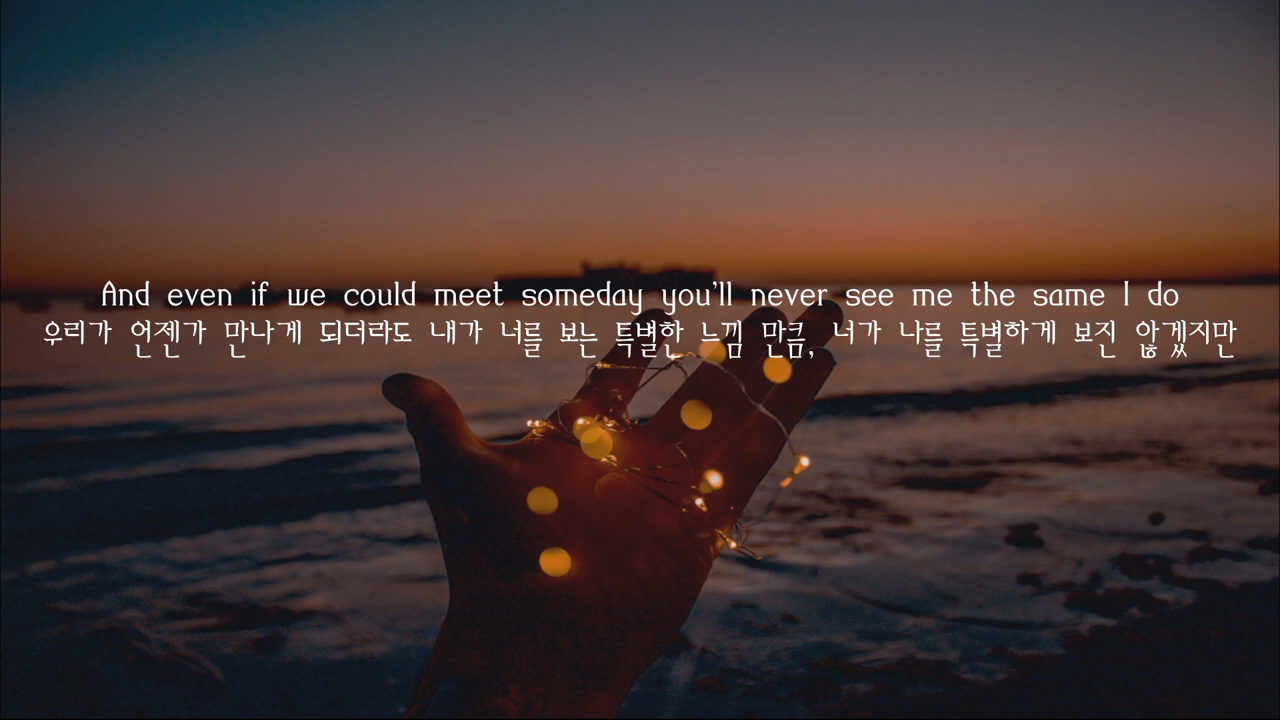 And even if we could meet someday you'll never see me the same I do
우리가 언젠가 만나게 되더라도 내가 너를 보는 특별한 느낌 만큼, 너가 나를 특별하게 보진 않겠지만